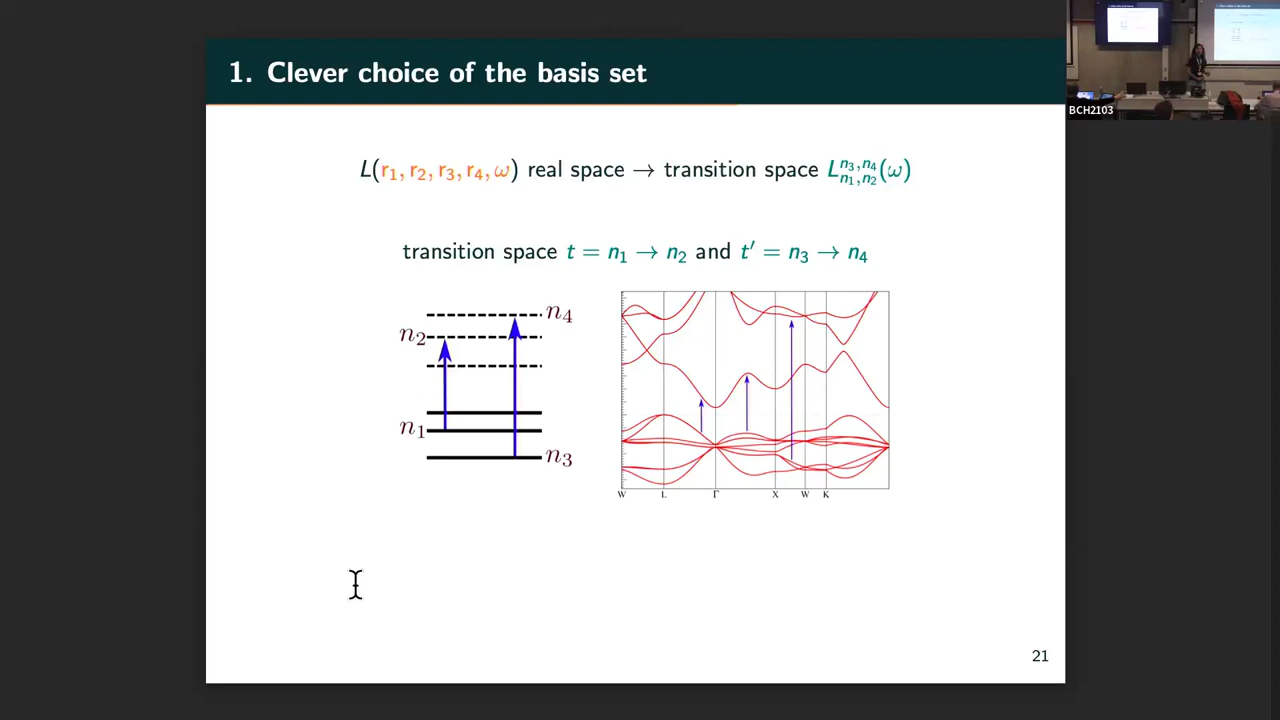 1. Clever choice of the basis set
L(r₁, r₂, r₃, r₄, ω) real space → transition space L^{n₃,n₄}_{n₁,n₂}(ω)
transition space t = n₁ → n₂ and t′ = n₃ → n₄
n₄
n₂
n₁
n₃
W L Γ X W K
21
BCH2103